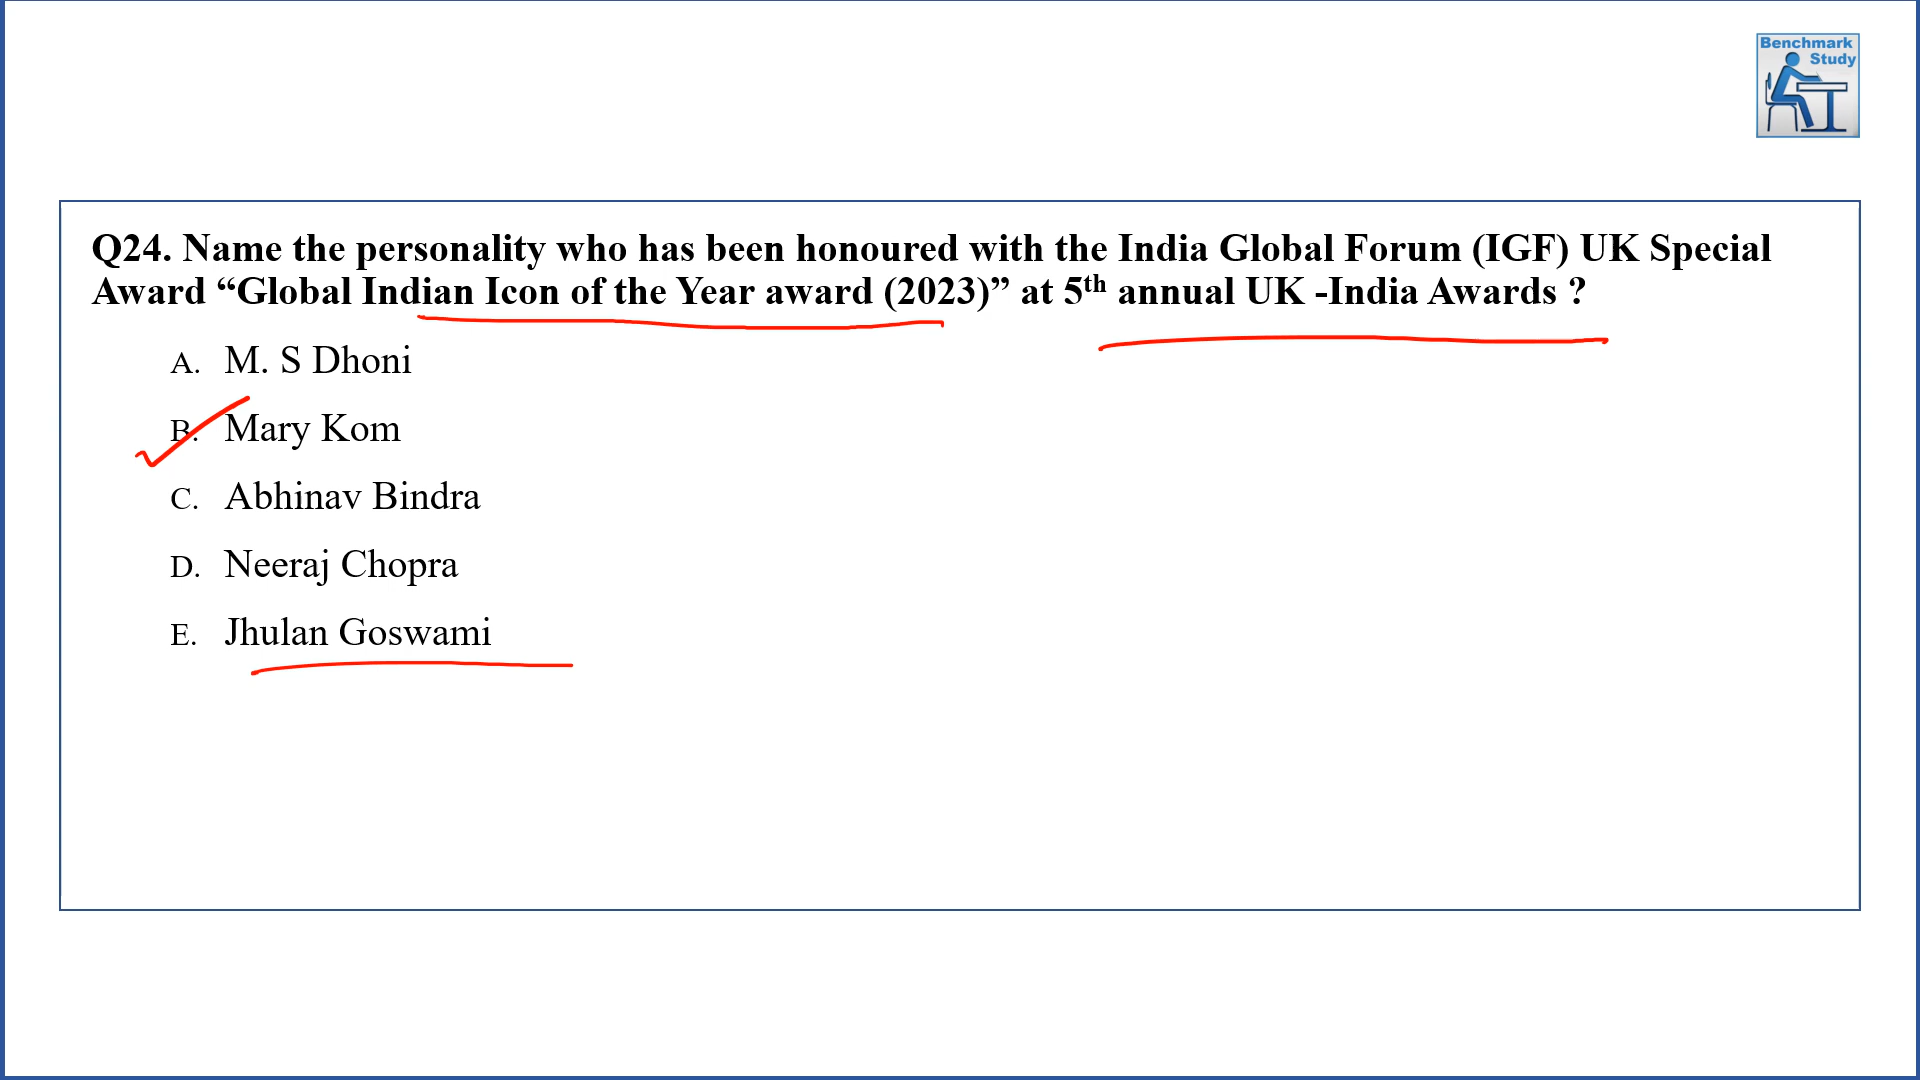 Benchmark
Study
Q24. Name the personality who has been honoured with the India Global Forum (IGF) UK Special
Award “Global Indian Icon of the Year award (2023)” at 5th annual UK -India Awards ?
A. M. S Dhoni
B. Mary Kom
C. Abhinav Bindra
D. Neeraj Chopra
E. Jhulan Goswami